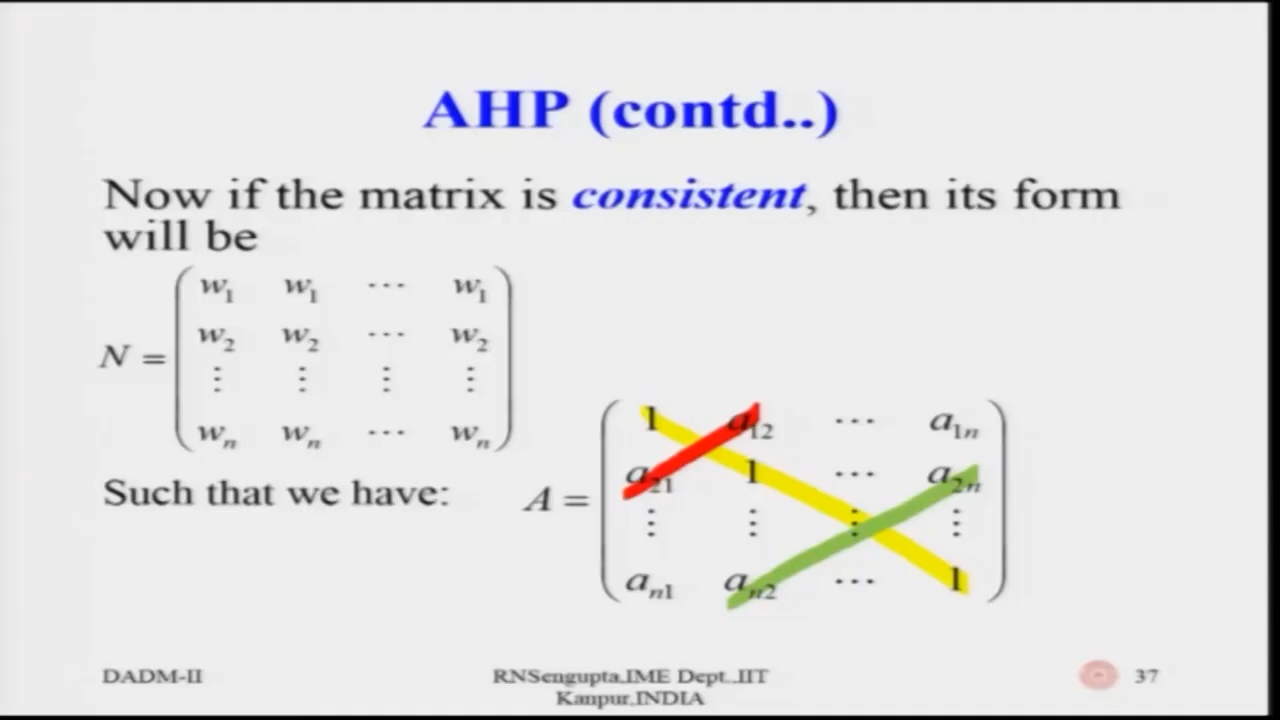 AHP (contd..)
Now if the matrix is consistent, then its form
will be
N = ( w₁ w₁ ⋯ w₁
w₂ w₂ ⋯ w₂
⋮ ⋮ ⋮ ⋮
wₙ wₙ ⋯ wₙ )
Such that we have:
A = ( 1 a₁₂ ⋯ a₁ₙ
a₂₁ 1 ⋯ a₂ₙ
⋮ ⋮ ⋮ ⋮
aₙ₁ aₙ₂ ⋯ 1 )
DADM-II
RNSengupta,IME Dept.,IIT
Kanpur,INDIA
37